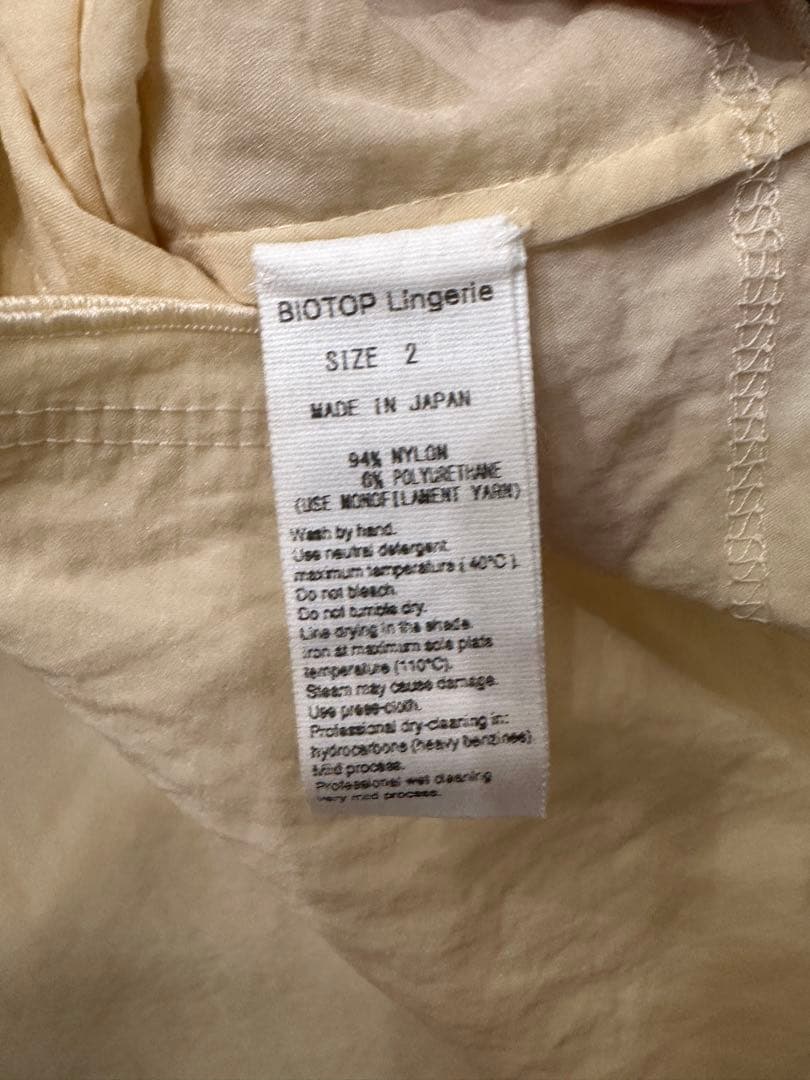 BIOTOP Lingerie
SIZE 2
MADE IN JAPAN
94% NYLON
6% POLYURETHANE
(USE MONOFILAMENT YARN)
Wash by hand.
Use neutral detergent.
maximum temperature ( 40°C ).
Do not bleach.
Do not tumble dry.
Line drying in the shade.
Iron at maximum sole plate
temperature (110°C).
Steam may cause damage.
Use press-cloth.
Professional dry-cleaning in:
hydrocarbons (heavy benzines)
Mild process.
Professional wet cleaning
very mild process.